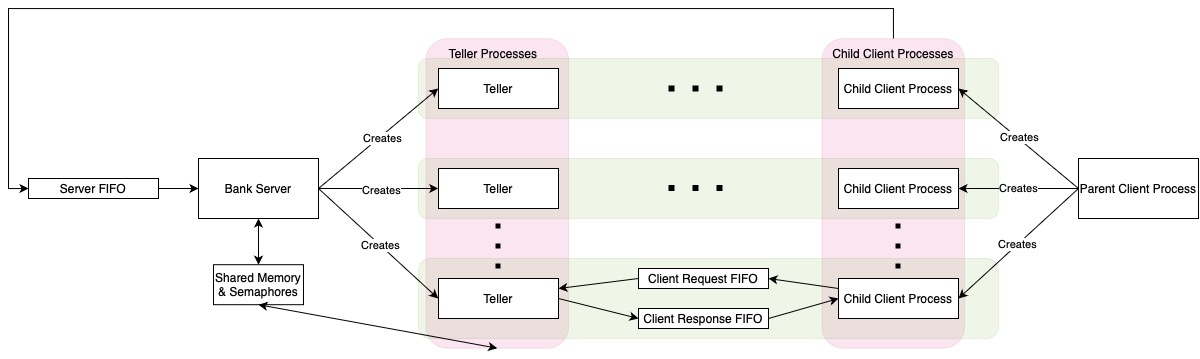 Teller Processes
Child Client Processes
Teller
Child Client Process
Creates
Creates
Server FIFO
Bank Server
Creates
Teller
Child Client Process
Creates
Parent Client Process
Creates
Creates
Shared Memory
& Semaphores
Client Request FIFO
Teller
Child Client Process
Client Response FIFO